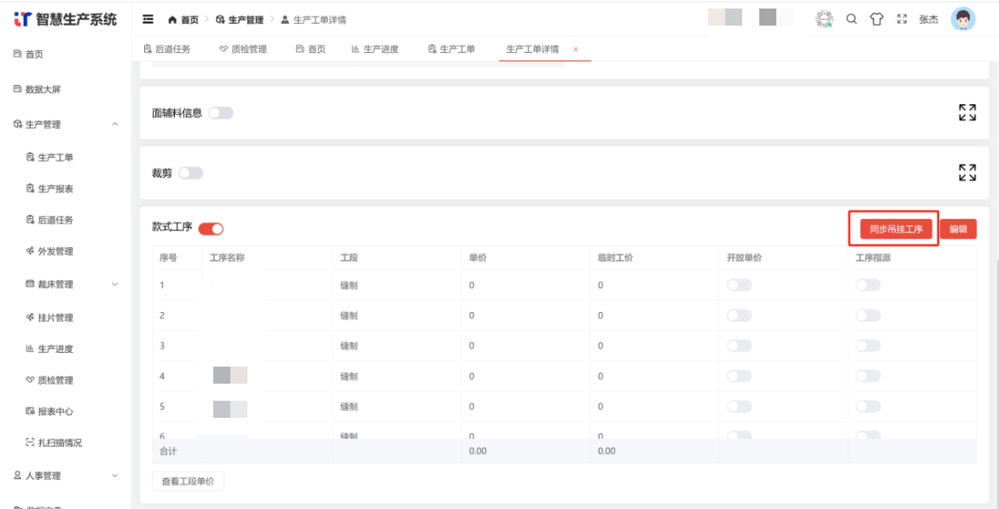 智慧生产系统
首页 生产管理 生产工单详情
张杰
后道任务 质检管理 首页 生产进度 生产工单 生产工单详情 ×
首页
数据大屏
生产管理
生产工单
生产报表
后道任务
外发管理
裁床管理
挂片管理
生产进度
质检管理
报表中心
扎扫描情况
人事管理
面辅料信息
裁剪
款式工序
同步吊挂工序 编辑
序号 工序名称 工段 单价 临时工价 开放单价 工序指派
1 缝制 0 0
2 缝制 0 0
3 缝制 0 0
4 缝制 0 0
5 缝制 0 0
6 缝制 0 0
合计 0.00 0.00
查看工段单价